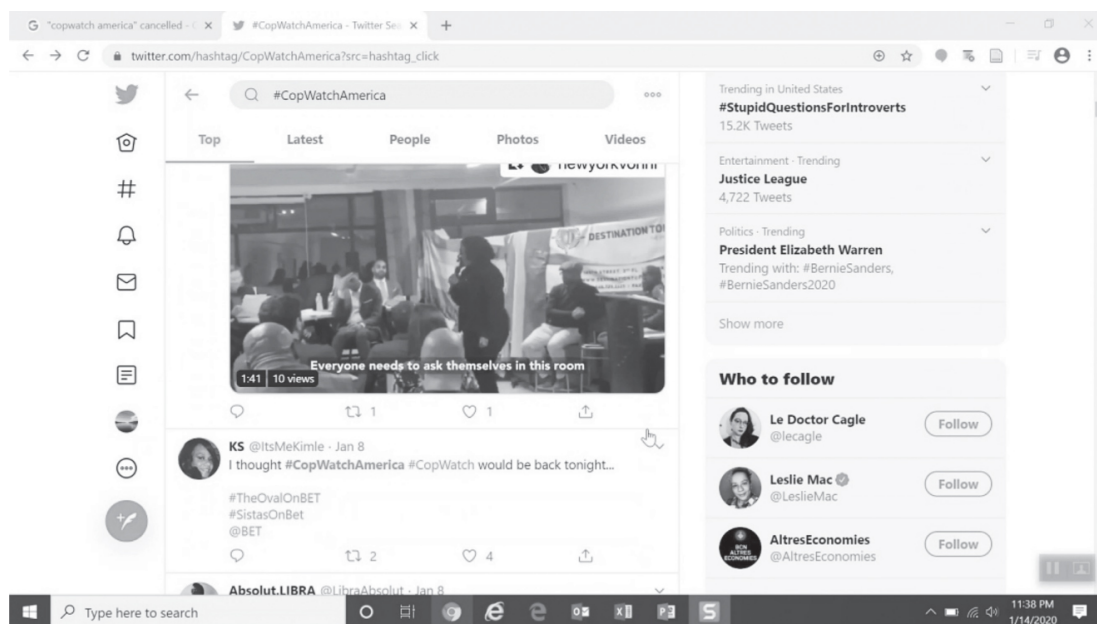 "copwatch america" cancelled - G
#CopWatchAmerica - Twitter Sea
twitter.com/hashtag/CopWatchAmerica?src=hashtag_click
#CopWatchAmerica
Top Latest People Photos Videos
DESTINATION TO
Everyone needs to ask themselves in this room
1:41 10 views
1 1
KS @ItsMeKimle · Jan 8
I thought #CopWatchAmerica #CopWatch would be back tonight...
#TheOvalOnBET
#SistasOnBet
@BET
2 4
Absolut.LIBRA @LibraAbsolut · Jan 8
Trending in United States
#StupidQuestionsForIntroverts
15.2K Tweets
Entertainment · Trending
Justice League
4,722 Tweets
Politics · Trending
President Elizabeth Warren
Trending with: #BernieSanders,
#BernieSanders2020
Show more
Who to follow
Le Doctor Cagle
@lecagle
Follow
Leslie Mac
@LeslieMac
Follow
BCN
ALTRES
ECONOMIES
AltresEconomies
@AltresEconomies
Follow
Type here to search
11:38 PM
1/14/2020